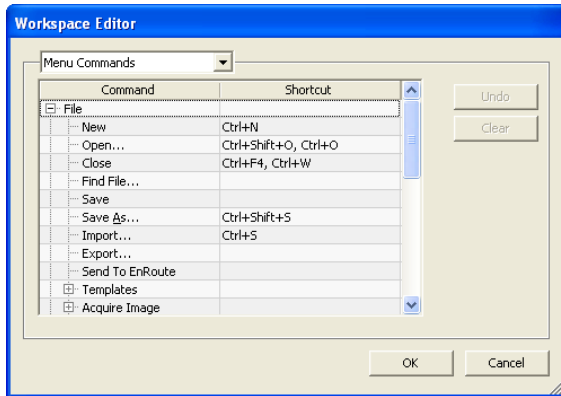 Workspace Editor
Menu Commands
Command Shortcut
Undo
File
New Ctrl+N
Clear
Open... Ctrl+Shift+O, Ctrl+O
Close Ctrl+F4, Ctrl+W
Find File...
Save
Save As... Ctrl+Shift+S
Import... Ctrl+S
Export...
Send To EnRoute
Templates
Acquire Image
OK Cancel